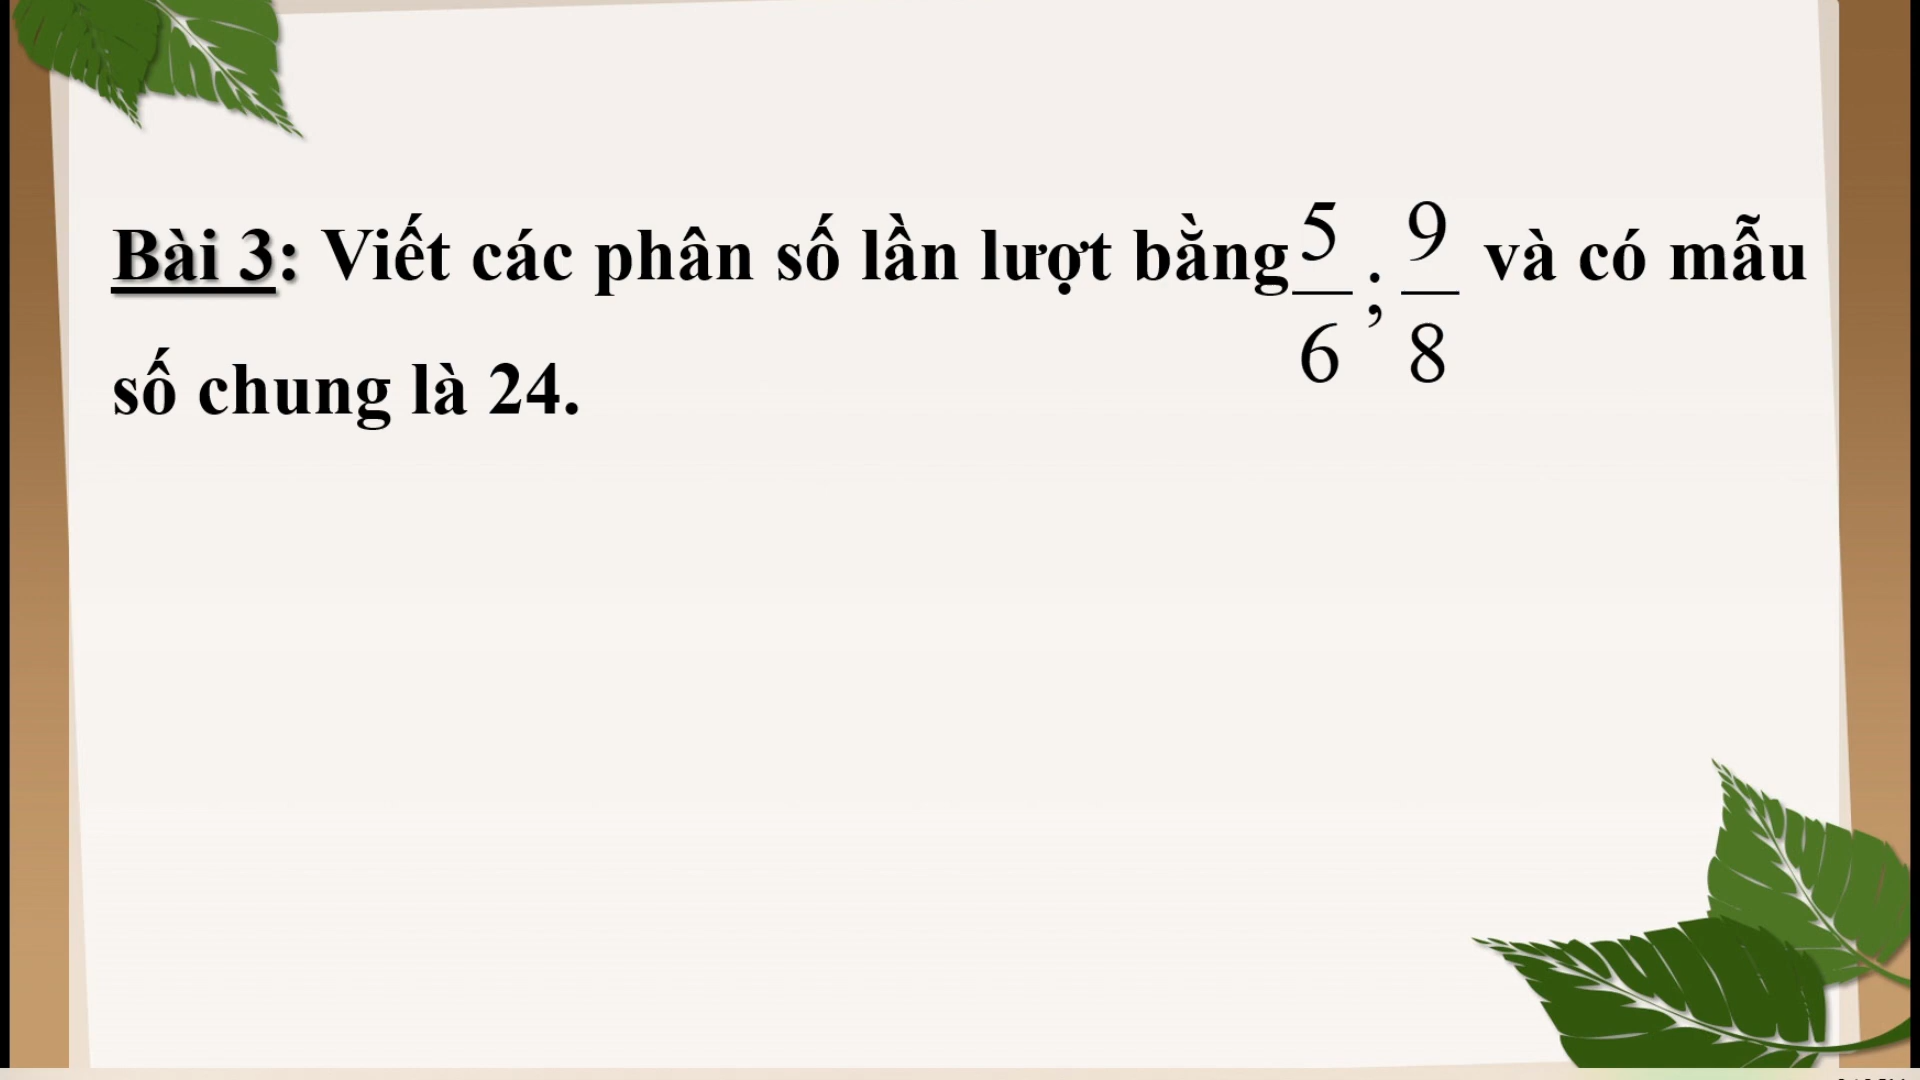 Bài 3: Viết các phân số lần lượt bằng 5/6 ; 9/8 và có mẫu
số chung là 24.